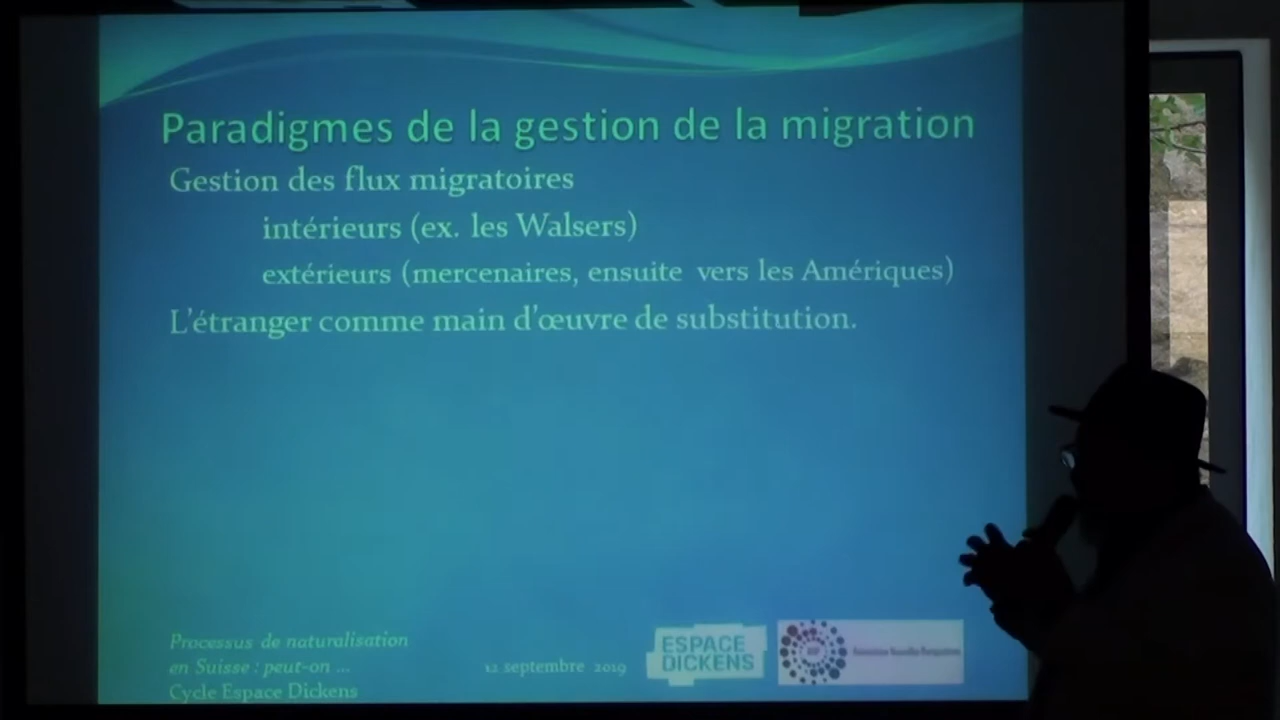 Paradigmes de la gestion de la migration
Gestion des flux migratoires
intérieurs (ex. les Walsers)
extérieurs (mercenaires, ensuite vers les Amériques)
L'étranger comme main d'œuvre de substitution.
Processus de naturalisation
en Suisse : peut-on ...
Cycle Espace Dickens
12 septembre 2019
ESPACE
DICKENS